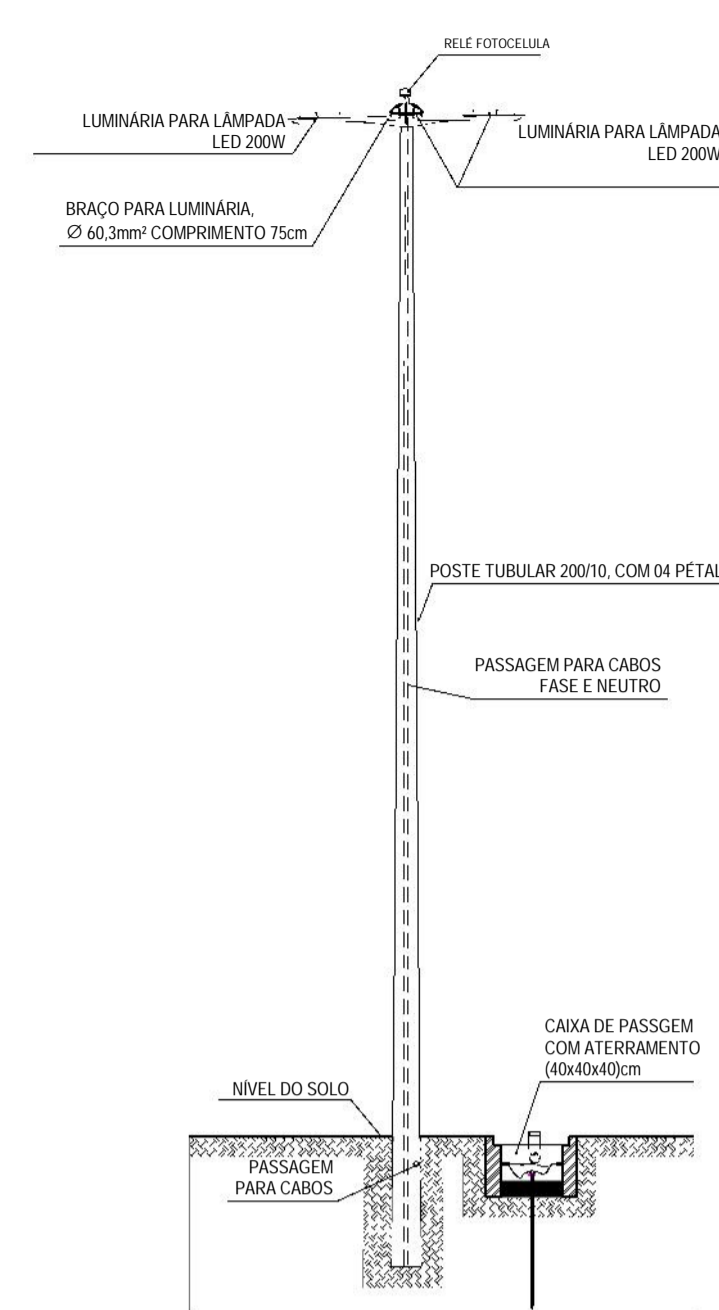 RELÉ FOTOCELULA
LUMINÁRIA PARA LÂMPADA
LED 200W
LUMINÁRIA PARA LÂMPADA
LED 200W
BRAÇO PARA LUMINÁRIA,
Ø 60,3mm² COMPRIMENTO 75cm
POSTE TUBULAR 200/10, COM 04 PÉTAL
PASSAGEM PARA CABOS
FASE E NEUTRO
CAIXA DE PASSGEM
COM ATERRAMENTO
(40x40x40)cm
NÍVEL DO SOLO
PASSAGEM
PARA CABOS